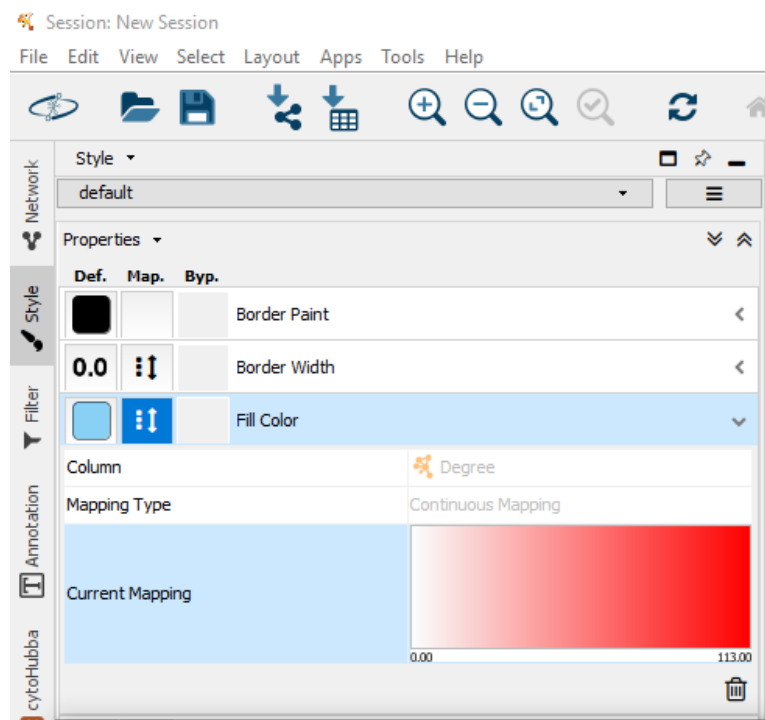 Session: New Session
File Edit View Select Layout Apps Tools Help
Style
default
Properties
Def. Map. Byp.
Border Paint
0.0 Border Width
Fill Color
Column Degree
Mapping Type Continuous Mapping
Current Mapping
0.00 113.00
Network
Style
Filter
Annotation
cytoHubba